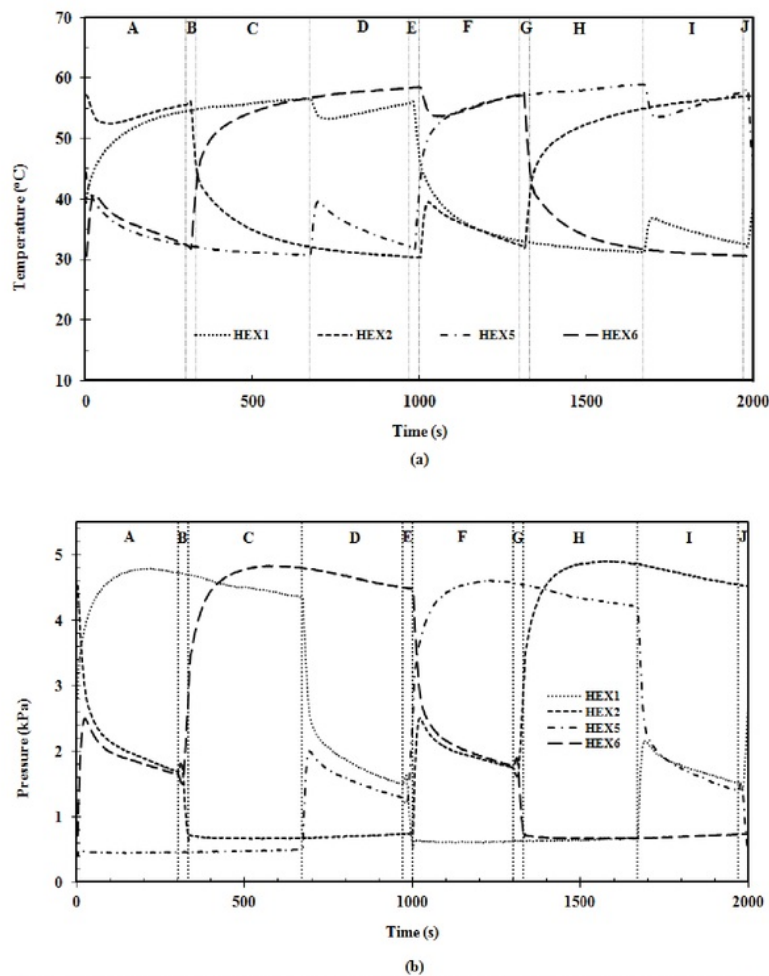 A B C D E F G H I J
70
60
50
40
30
20
10
Temperature (°C)
HEX1 HEX2 HEX5 HEX6
0 500 1000 1500 2000
Time (s)
(a)
A B C D E F G H I J
5
4
3
2
1
0
Pressure (kPa)
HEX1
HEX2
HEX5
HEX6
0 500 1000 1500 2000
Time (s)
(b)